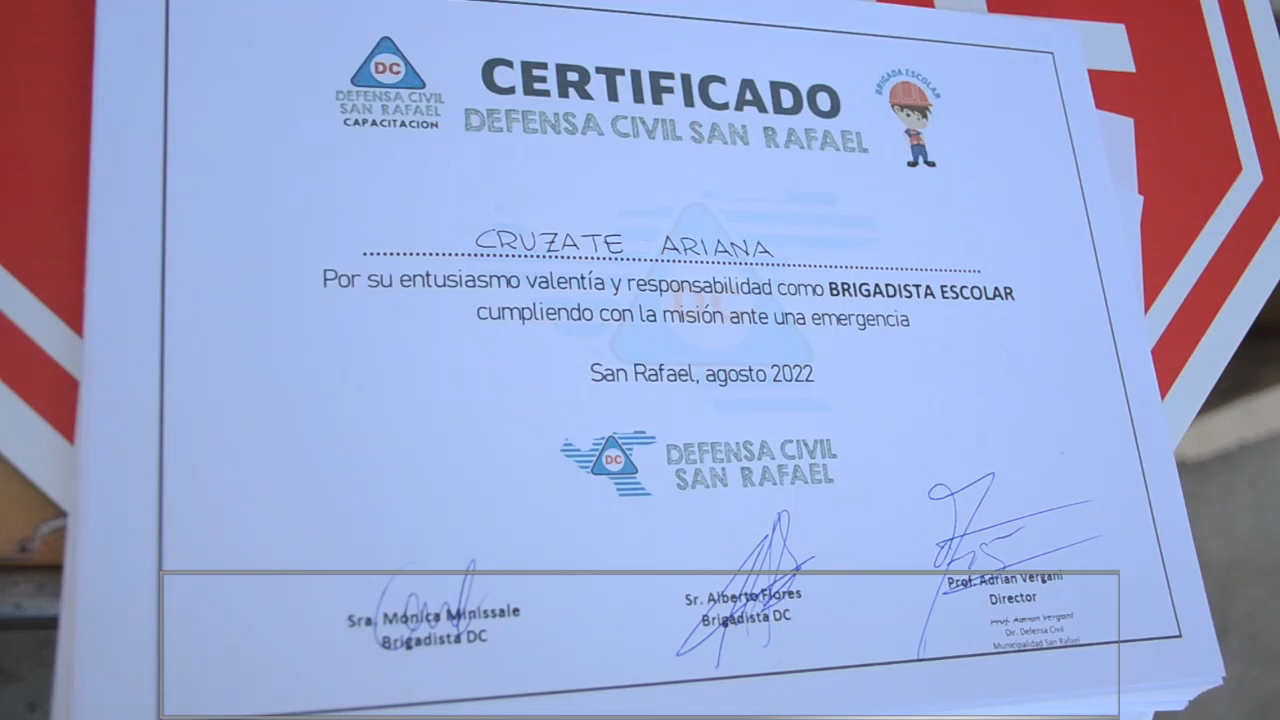 DC
DEFENSA CIVIL
SAN RAFAEL
CAPACITACION
CERTIFICADO
DEFENSA CIVIL SAN RAFAEL
BRIGADA ESCOLAR
CRUZATE ARIANA
Por su entusiasmo valentía y responsabilidad como BRIGADISTA ESCOLAR
cumpliendo con la misión ante una emergencia
San Rafael, agosto 2022
DC
DEFENSA CIVIL
SAN RAFAEL
Sra. Mónica Minissale
Brigadista DC
Sr. Alberto Flores
Brigadista DC
Prof. Adrian Vergani
Director
Prof. Adrian Vergani
Dir. Defensa Civil
Municipalidad San Rafael